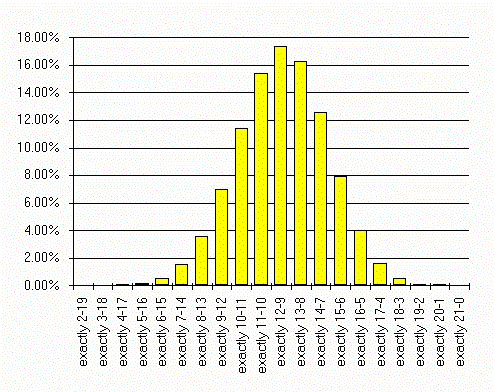 18.00%
16.00%
14.00%
12.00%
10.00%
8.00%
6.00%
4.00%
2.00%
0.00%
exactly 2-19
exactly 3-18
exactly 4-17
exactly 5-16
exactly 6-15
exactly 7-14
exactly 8-13
exactly 9-12
exactly 10-11
exactly 11-10
exactly 12-9
exactly 13-8
exactly 14-7
exactly 15-6
exactly 16-5
exactly 17-4
exactly 18-3
exactly 19-2
exactly 20-1
exactly 21-0